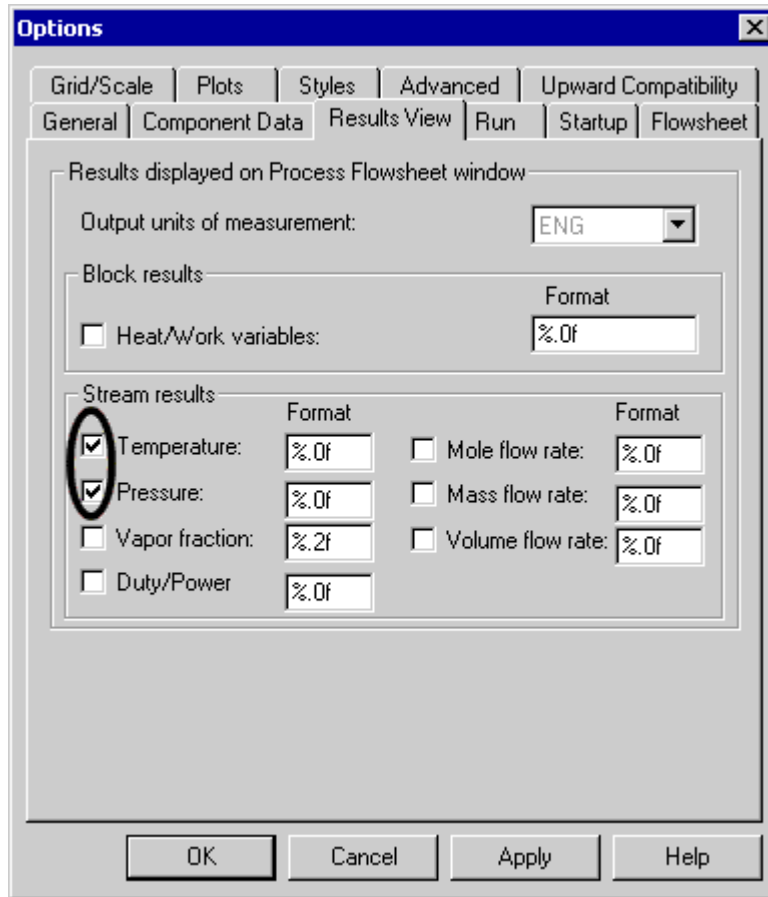 Options
Grid/Scale Plots Styles Advanced Upward Compatibility
General Component Data Results View Run Startup Flowsheet
Results displayed on Process Flowsheet window
Output units of measurement: ENG
Block results
Format
Heat/Work variables: %.0f
Stream results
Format Format
Temperature: %.0f Mole flow rate: %.0f
Pressure: %.0f Mass flow rate: %.0f
Vapor fraction: %.2f Volume flow rate: %.0f
Duty/Power %.0f
OK Cancel Apply Help